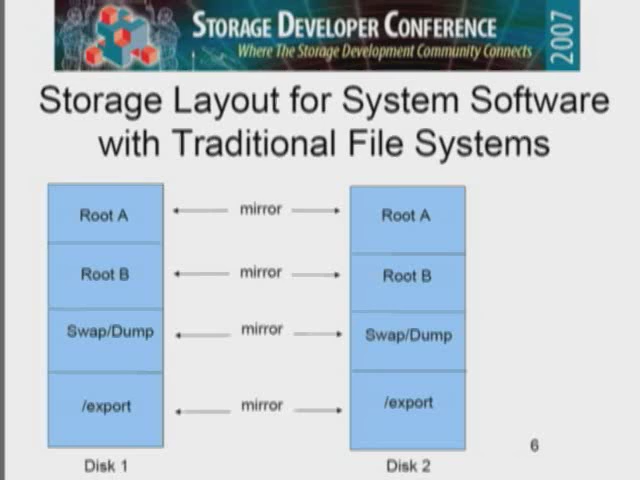 STORAGE DEVELOPER CONFERENCE
Where The Storage Development Community Connects
2007
Storage Layout for System Software
with Traditional File Systems
Root A
mirror
Root A
Root B
mirror
Root B
Swap/Dump
mirror
Swap/Dump
/export
mirror
/export
Disk 1
Disk 2
6